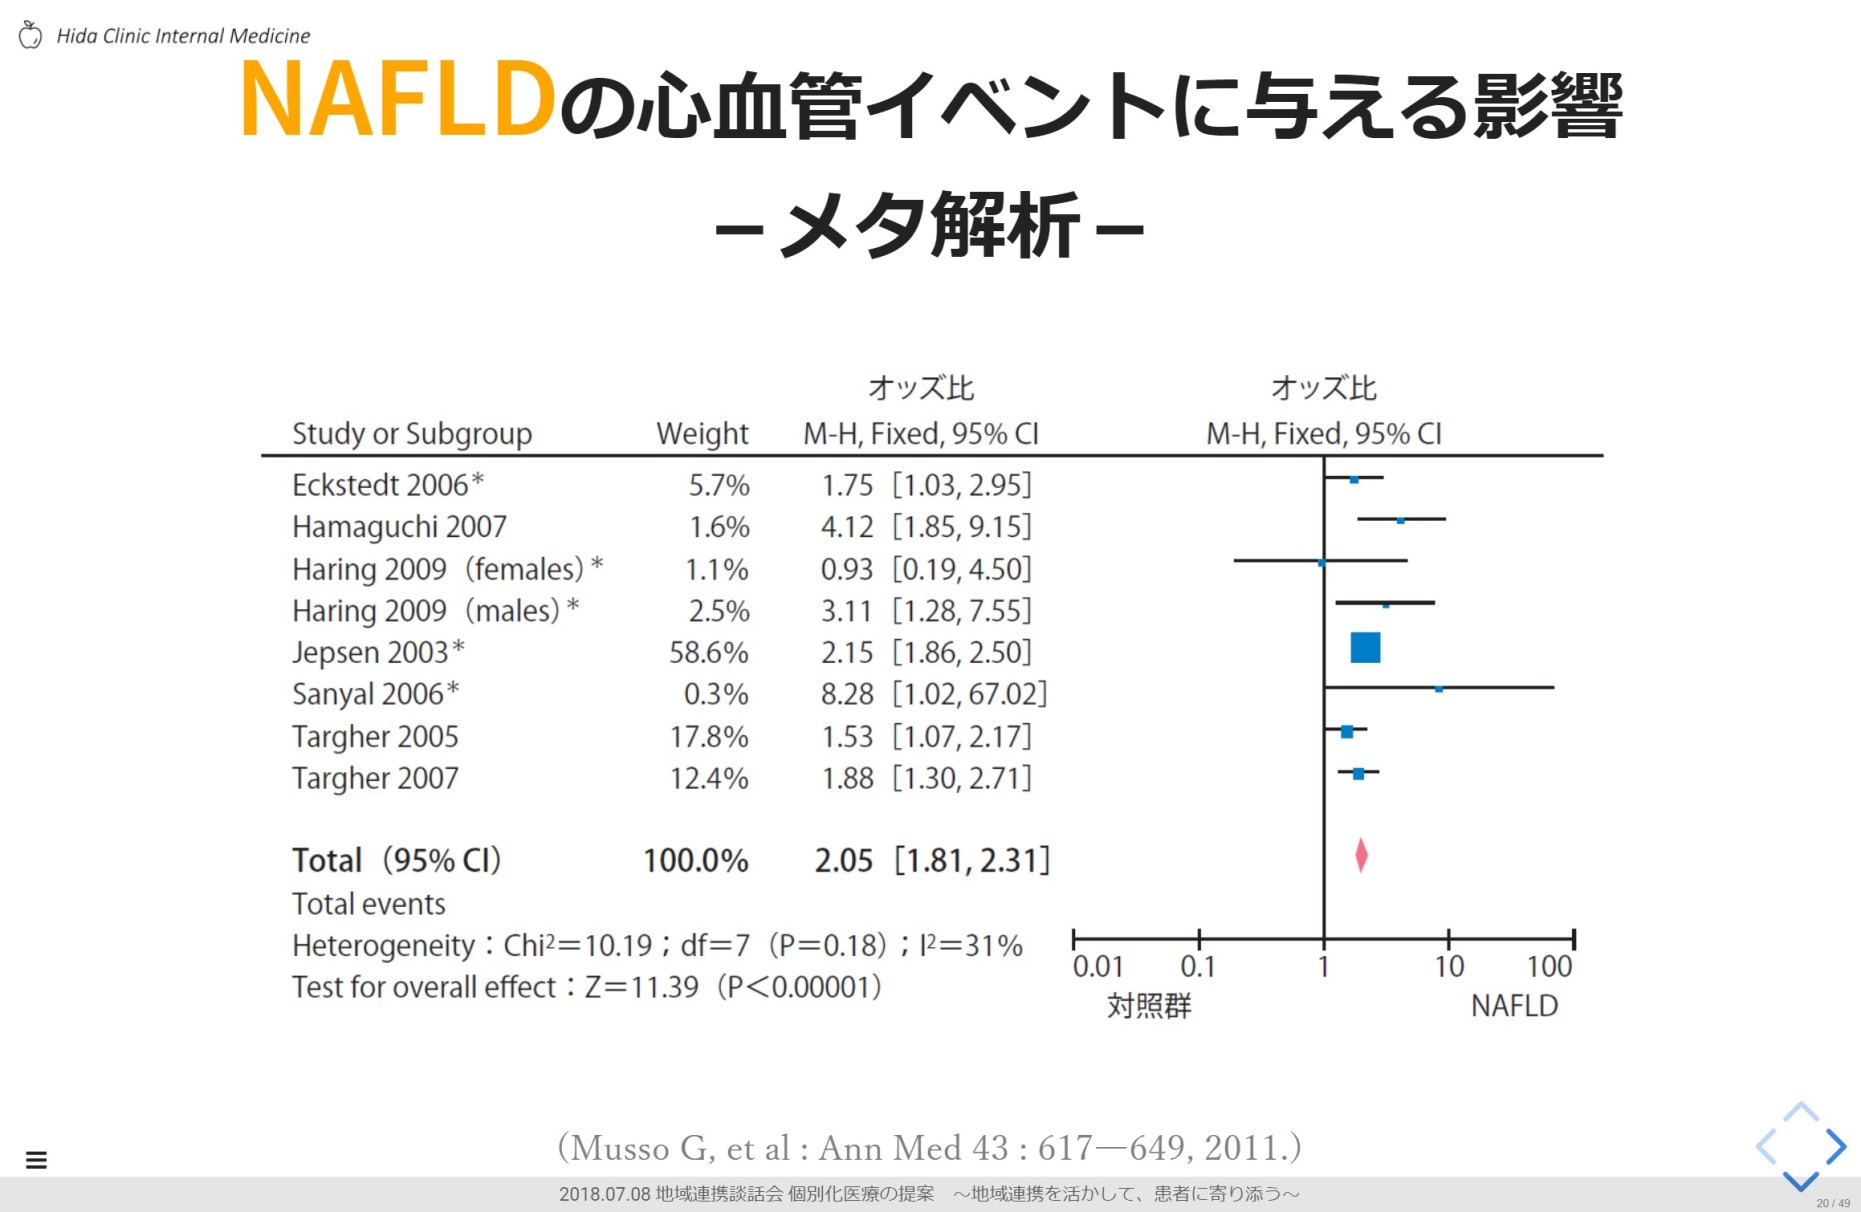 Hida Clinic Internal Medicine
NAFLDの心血管イベントに与える影響
– メタ解析 –
オッズ比 オッズ比
Study or Subgroup Weight M-H, Fixed, 95% CI M-H, Fixed, 95% CI
Eckstedt 2006* 5.7% 1.75 [1.03, 2.95]
Hamaguchi 2007 1.6% 4.12 [1.85, 9.15]
Haring 2009（females）* 1.1% 0.93 [0.19, 4.50]
Haring 2009（males）* 2.5% 3.11 [1.28, 7.55]
Jepsen 2003* 58.6% 2.15 [1.86, 2.50]
Sanyal 2006* 0.3% 8.28 [1.02, 67.02]
Targher 2005 17.8% 1.53 [1.07, 2.17]
Targher 2007 12.4% 1.88 [1.30, 2.71]
Total（95% CI） 100.0% 2.05 [1.81, 2.31]
Total events
Heterogeneity：Chi²＝10.19；df＝7（P＝0.18）；I²＝31%
Test for overall effect：Z＝11.39（P＜0.00001）
0.01 0.1 1 10 100
対照群 NAFLD
（Musso G, et al : Ann Med 43 : 617―649, 2011.）
2018.07.08 地域連携談話会 個別化医療の提案　～地域連携を活かして、患者に寄り添う～
20 / 49